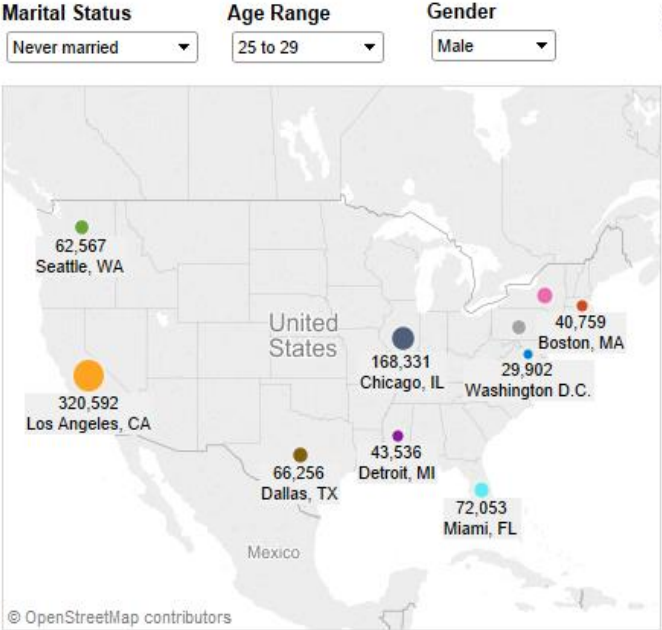 Marital Status
Age Range
Gender
Never married
25 to 29
Male
62,567
Seattle, WA
United
States
40,759
Boston, MA
168,331
Chicago, IL
29,902
Washington D.C.
320,592
Los Angeles, CA
43,536
Detroit, MI
66,256
Dallas, TX
72,053
Miami, FL
Mexico
© OpenStreetMap contributors